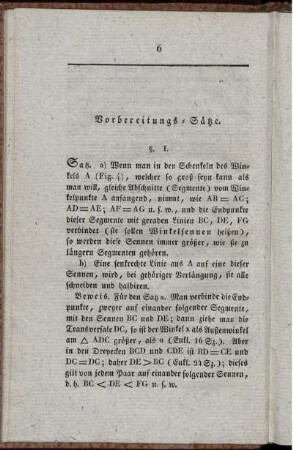 6
Vorbereitungs-Sätze.
§. 1.
Satz. a) Wenn man in den Schenkeln des Win-
kels A (Fig. 4), welcher so groß seyn kann als
man will, gleiche Abschnitte (Segmente) vom Win-
kelpunkte A anfangend, nimmt, wie AB = AC;
AD = AE; AF = AG u. s. w., und die Endpunkte
dieser Segmente mit geraden Linien BC, DE, FG
verbindet (sie sollen Winkelsennen heißen),
so werden diese Sennen immer größer, wie sie zu
längern Segmenten gehören.
b) Eine senkrechte Linie aus A auf eine dieser
Sennen, wird, bei gehöriger Verlängung, sie alle
schneiden und halbiren.
Beweis. Für den Satz a. Man verbinde die End-
punkte, zweyer auf einander folgender Segmente,
mit den Sennen BC und DE; dann ziehe man die
Transversale DC, so ist der Winkel x als Außenwinkel
am △ ADC größer, als u (Eukl. 16 Sz.). Aber
in den Dreyecken BCD und CDE ist BD = CE und
DC = DC; daher DE > BC (Eukl. 24 Sz.); dieses
gilt von jedem Paar auf einander folgender Sennen,
d. h. BC < DE < FG u. s. w.